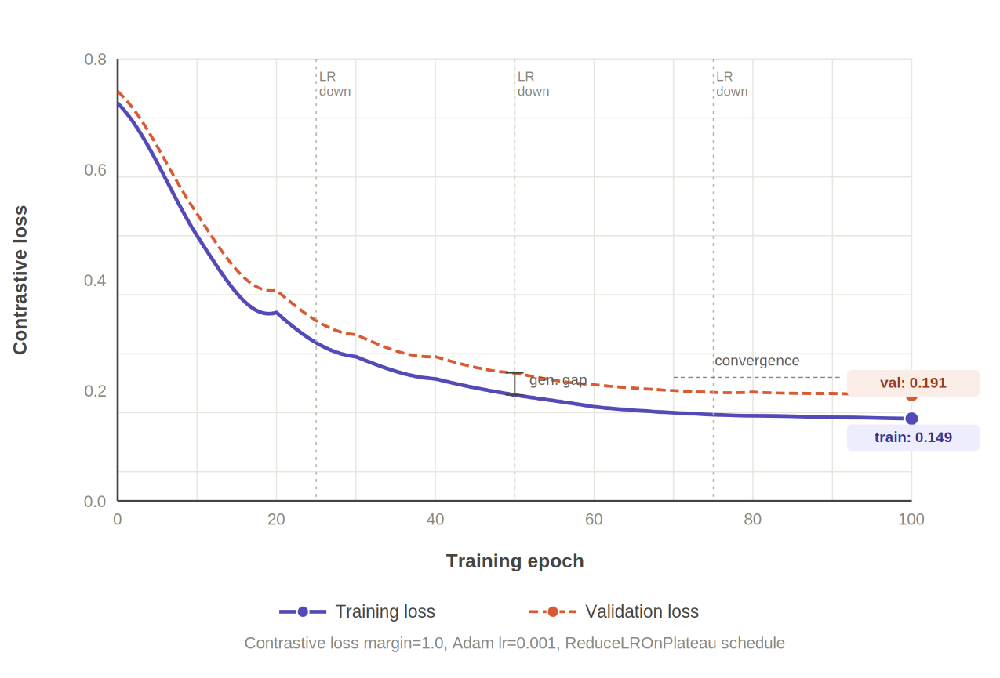 0.8
0.6
0.4
0.2
0.0
Contrastive loss
LR
down
LR
down
LR
down
gen. gap
convergence
val: 0.191
train: 0.149
0
20
40
60
80
100
Training epoch
Training loss
Validation loss
Contrastive loss margin=1.0, Adam lr=0.001, ReduceLROnPlateau schedule